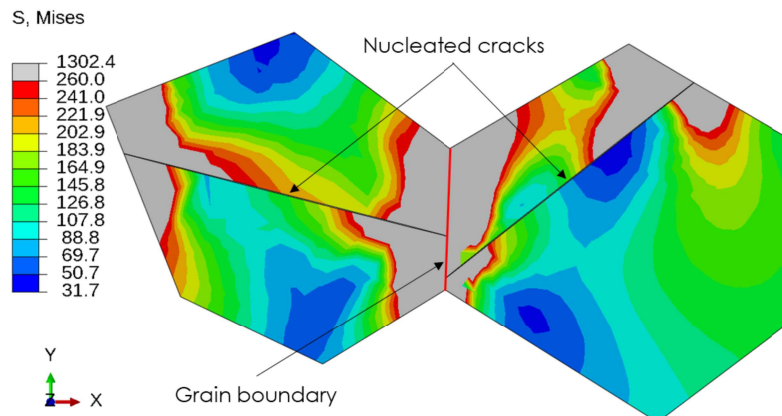 S, Mises
Nucleated cracks
1302.4
260.0
241.0
221.9
202.9
183.9
164.9
145.8
126.8
107.8
88.8
69.7
50.7
31.7
Y
Z X
Grain boundary